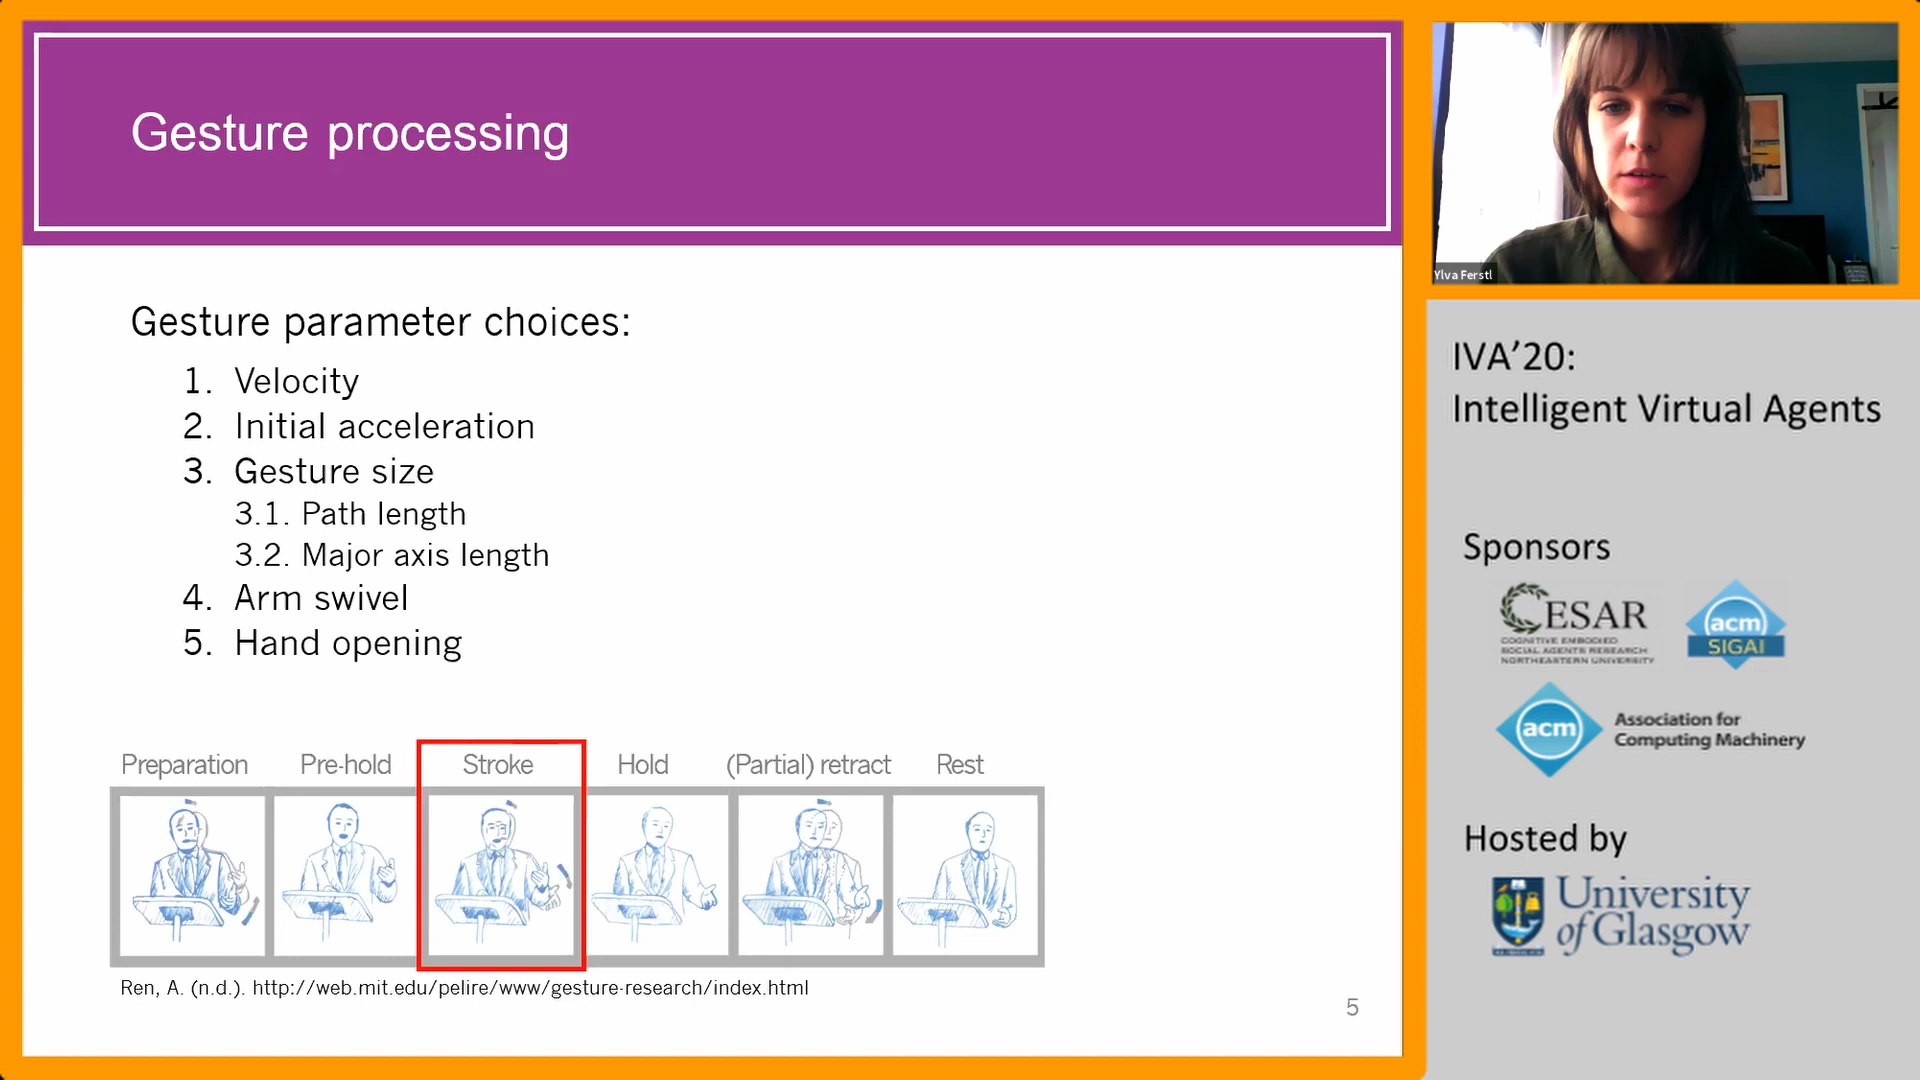 Gesture processing
Gesture parameter choices:
1. Velocity
2. Initial acceleration
3. Gesture size
3.1. Path length
3.2. Major axis length
4. Arm swivel
5. Hand opening
Preparation Pre-hold Stroke Hold (Partial) retract Rest
Ren, A. (n.d.). http://web.mit.edu/pelire/www/gesture-research/index.html
5
Ylva Ferstl
IVA'20:
Intelligent Virtual Agents
Sponsors
CESAR
COGNITIVE EMBODIED
SOCIAL AGENTS RESEARCH
NORTHEASTERN UNIVERSITY
acm
SIGAI
acm
Association for
Computing Machinery
Hosted by
University
of Glasgow